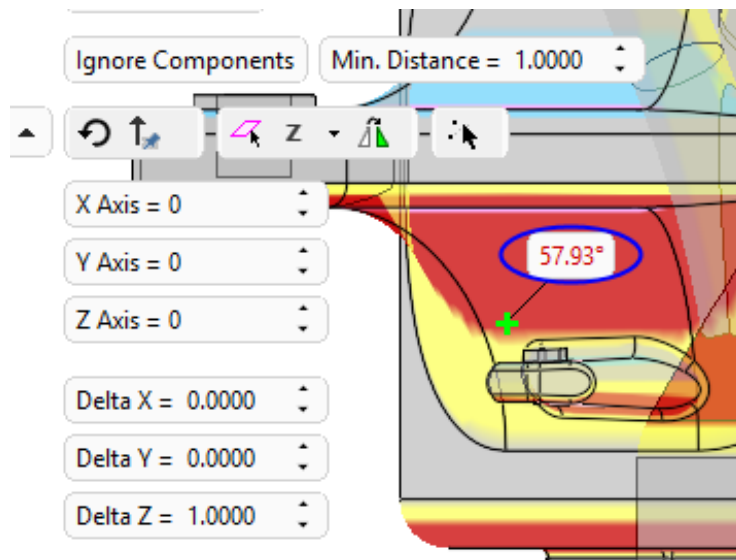 Ignore Components
Min. Distance = 1.0000
Z
X Axis = 0
57.93°
Y Axis = 0
Z Axis = 0
Delta X = 0.0000
Delta Y = 0.0000
Delta Z = 1.0000